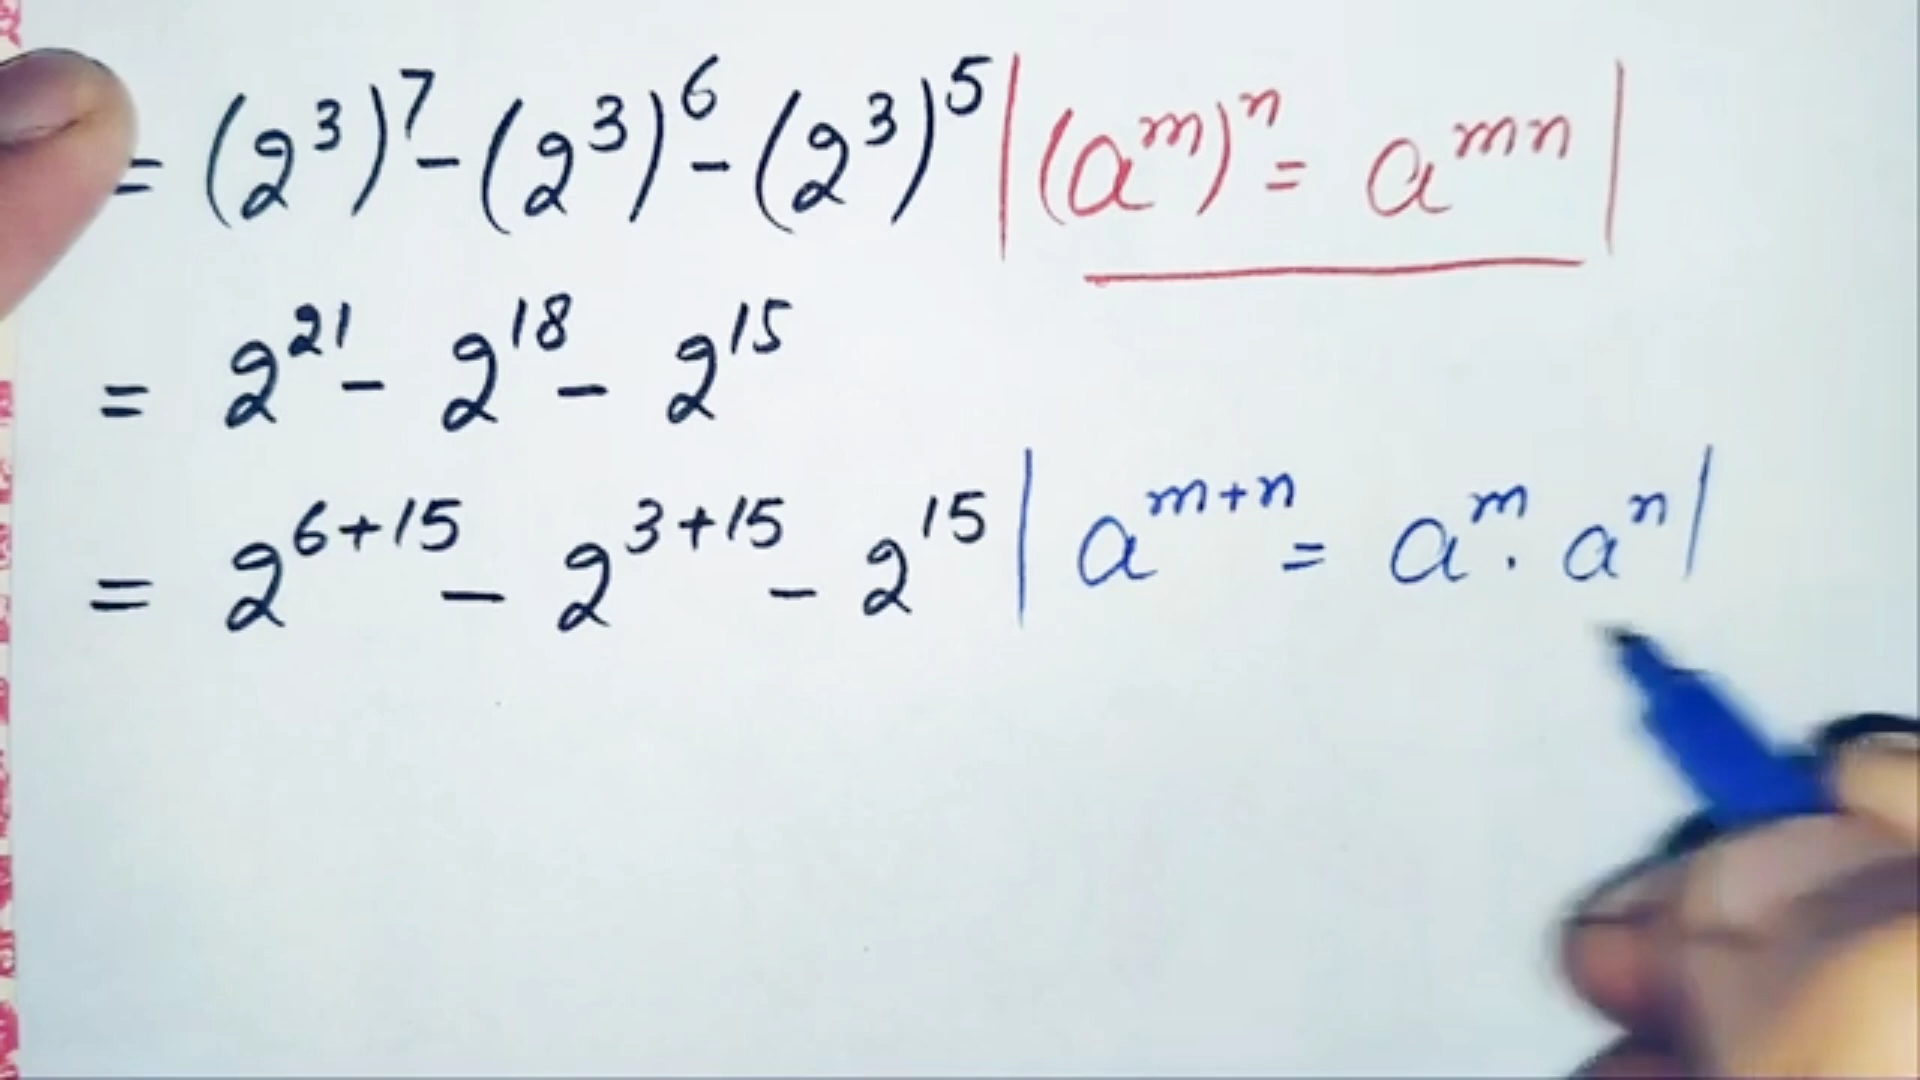 = (2³)⁷ - (2³)⁶ - (2³)⁵ | (aᵐ)ⁿ = aᵐⁿ |
= 2²¹ - 2¹⁸ - 2¹⁵
= 2⁶⁺¹⁵ - 2³⁺¹⁵ - 2¹⁵ | aᵐ⁺ⁿ = aᵐ . aⁿ |